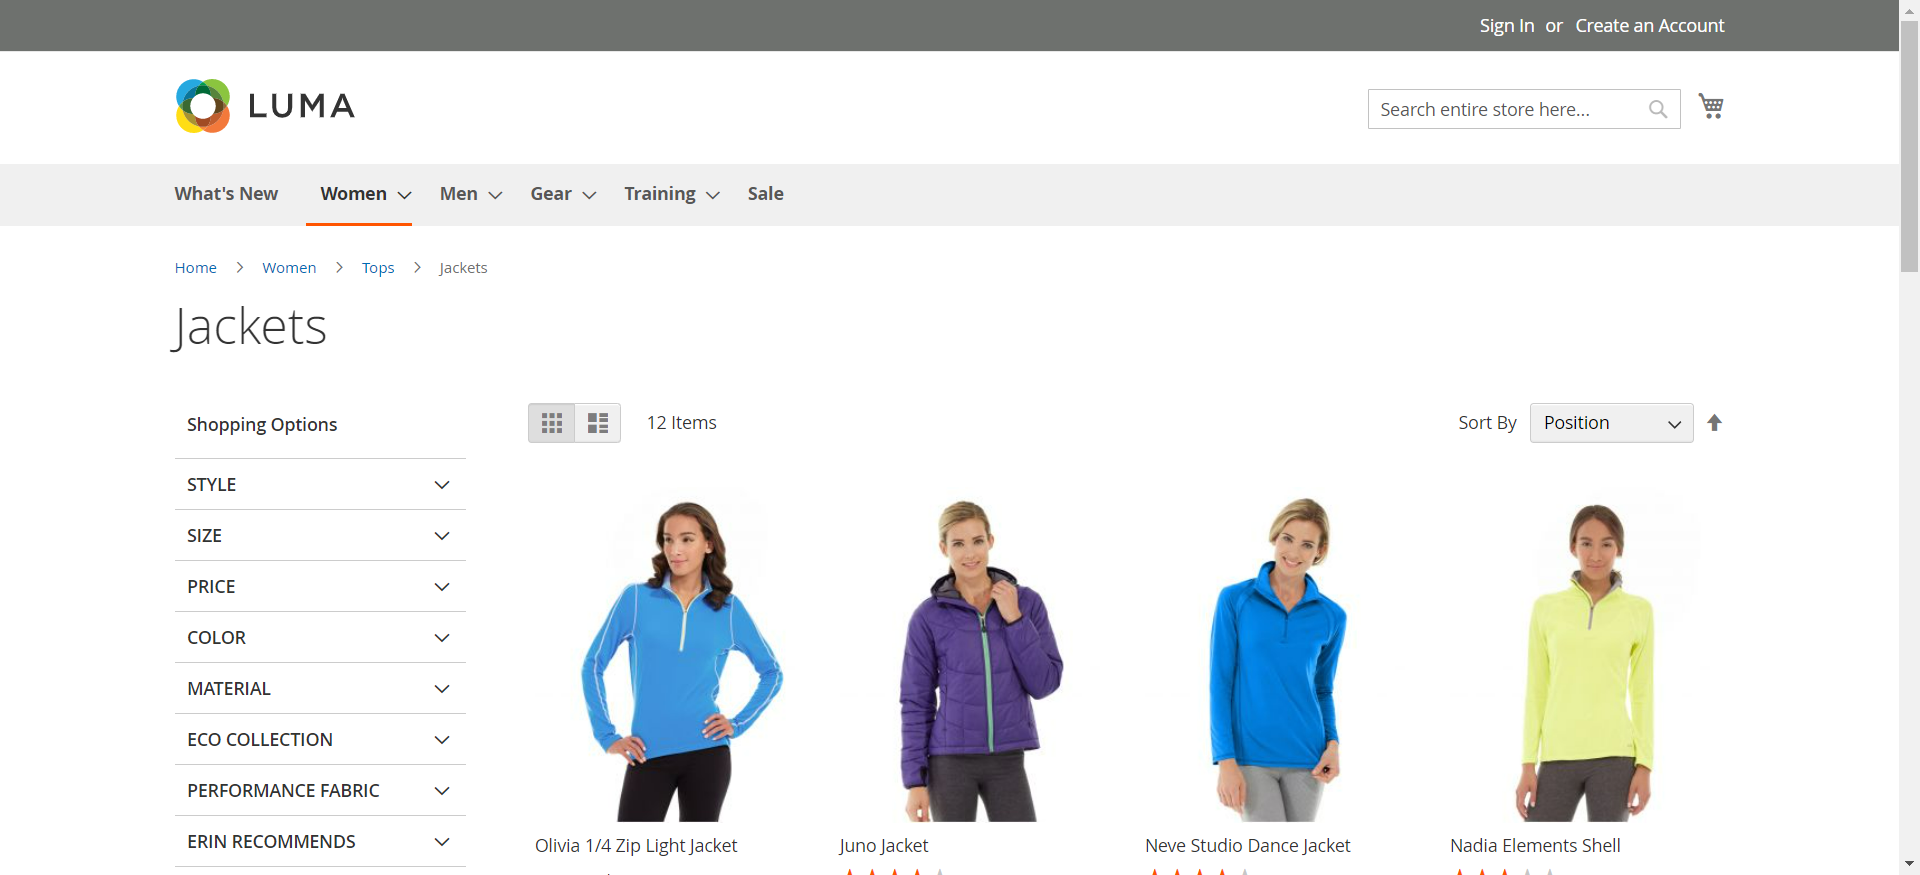 Sign In or Create an Account
LUMA
Search entire store here...
What's New Women Men Gear Training Sale
Home Women Tops Jackets
Jackets
Shopping Options
12 Items
Sort By Position
STYLE
SIZE
PRICE
COLOR
MATERIAL
ECO COLLECTION
PERFORMANCE FABRIC
ERIN RECOMMENDS
Olivia 1/4 Zip Light Jacket
Juno Jacket
Neve Studio Dance Jacket
Nadia Elements Shell